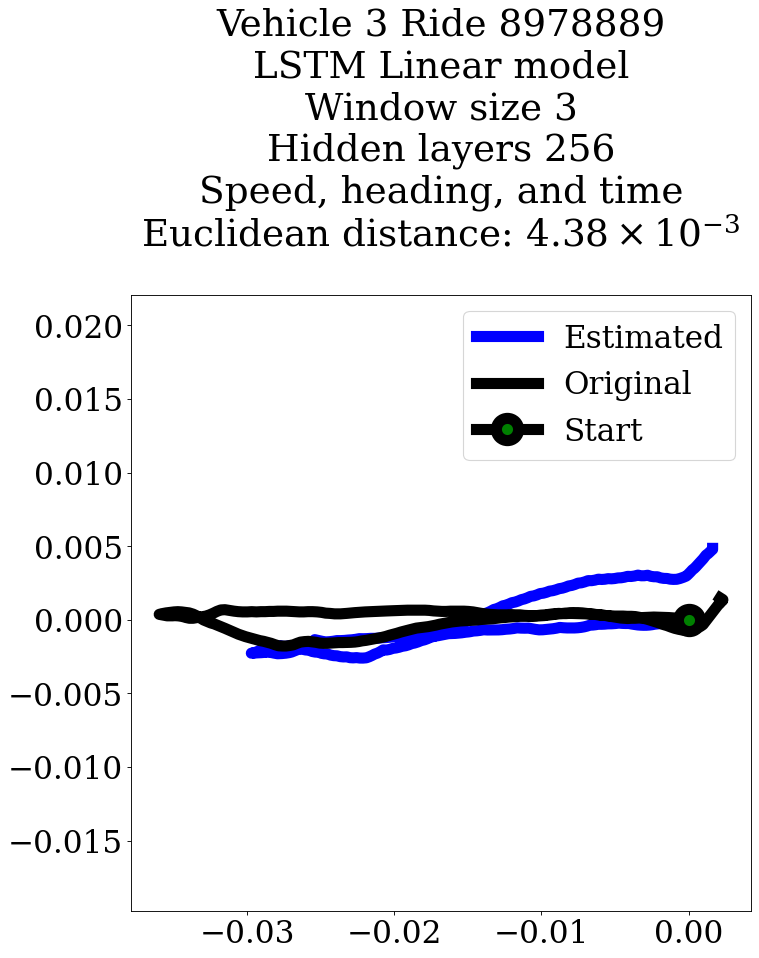 Vehicle 3 Ride 8978889
LSTM Linear model
Window size 3
Hidden layers 256
Speed, heading, and time
Euclidean distance: 4.38 × 10⁻³
Estimated
Original
Start
0.020
0.015
0.010
0.005
0.000
−0.005
−0.010
−0.015
−0.03
−0.02
−0.01
0.00